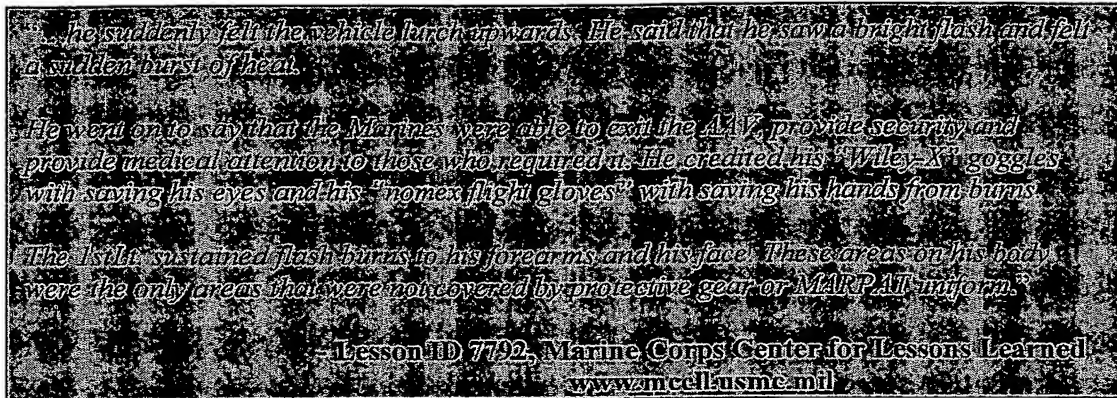 "... he suddenly felt the vehicle lurch upwards. He said that he saw a bright flash and felt
a sudden burst of heat.
He went on to say that the Marines were able to exit the AAV, provide security and
provide medical attention to those who required it. He credited his "Wiley-X" goggles
with saving his eyes and his "nomex flight gloves" with saving his hands from burns.
The 1stLt. sustained flash burns to his forearms and his face. These areas on his body
were the only areas that were not covered by protective gear or MARPAT uniform."
- Lesson ID 7792, Marine Corps Center for Lessons Learned
www.mccll.usmc.mil